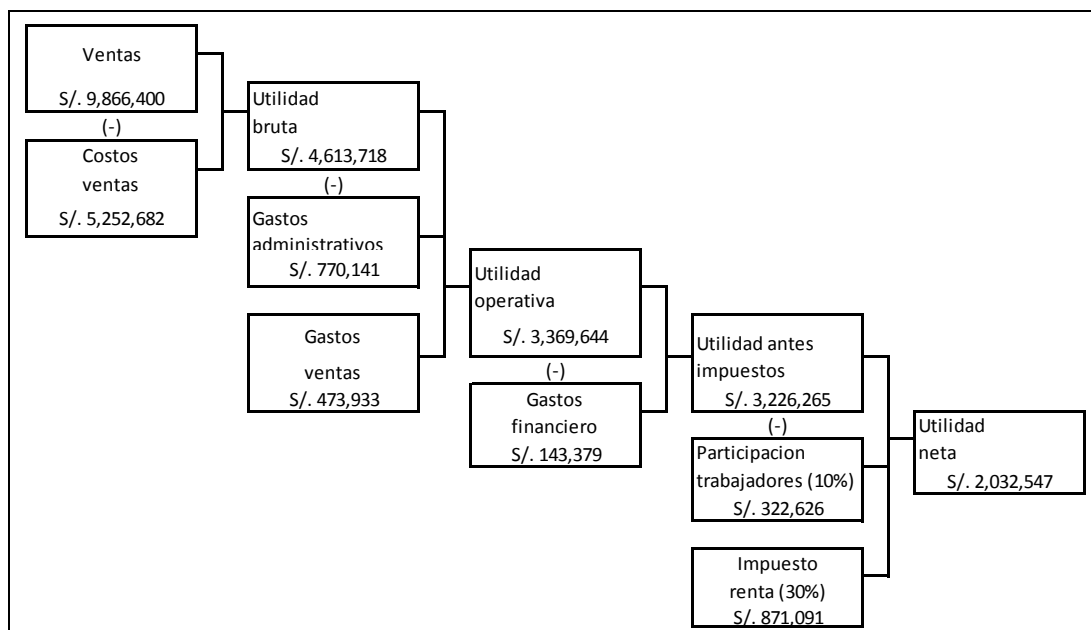 Ventas
S/. 9,866,400
(-)
Costos
ventas
S/. 5,252,682
Utilidad
bruta
S/. 4,613,718
(-)
Gastos
administrativos
S/. 770,141
Gastos
ventas
S/. 473,933
Utilidad
operativa
S/. 3,369,644
(-)
Gastos
financiero
S/. 143,379
Utilidad antes
impuestos
S/. 3,226,265
(-)
Participacion
trabajadores (10%)
S/. 322,626
Impuesto
renta (30%)
S/. 871,091
Utilidad
neta
S/. 2,032,547